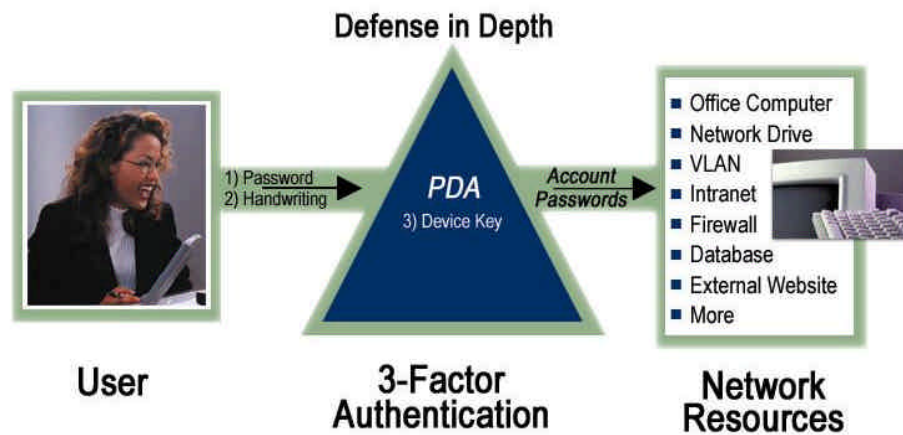 Defense in Depth
1) Password
2) Handwriting
PDA
3) Device Key
Account
Passwords
■ Office Computer
■ Network Drive
■ VLAN
■ Intranet
■ Firewall
■ Database
■ External Website
■ More
User
3-Factor
Authentication
Network
Resources